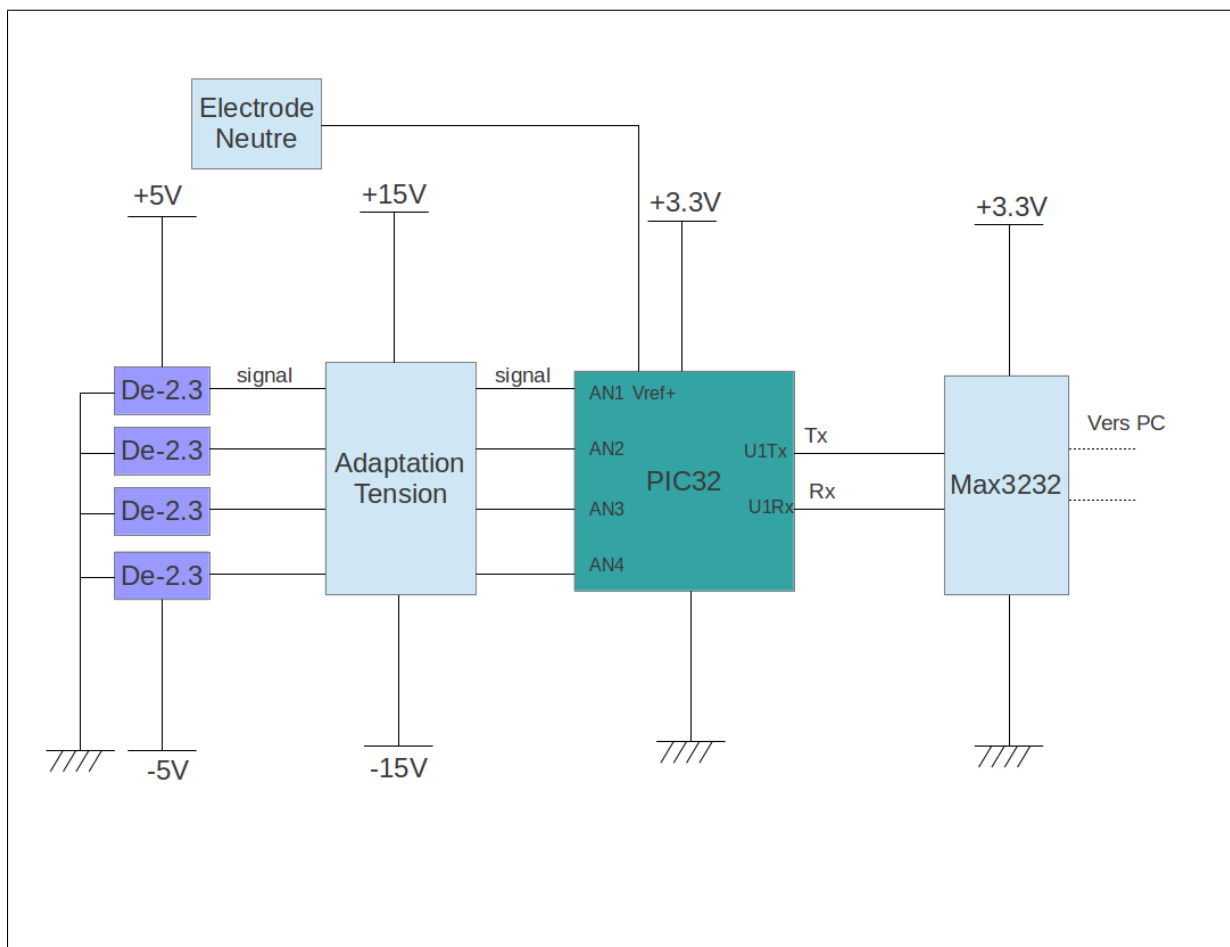 Electrode
Neutre
+5V
+15V
+3.3V
+3.3V
De-2.3
signal
signal
AN1 Vref+
De-2.3
AN2
De-2.3
AN3
De-2.3
AN4
Adaptation
Tension
PIC32
U1Tx
U1Rx
Tx
Rx
Max3232
Vers PC
-5V
-15V